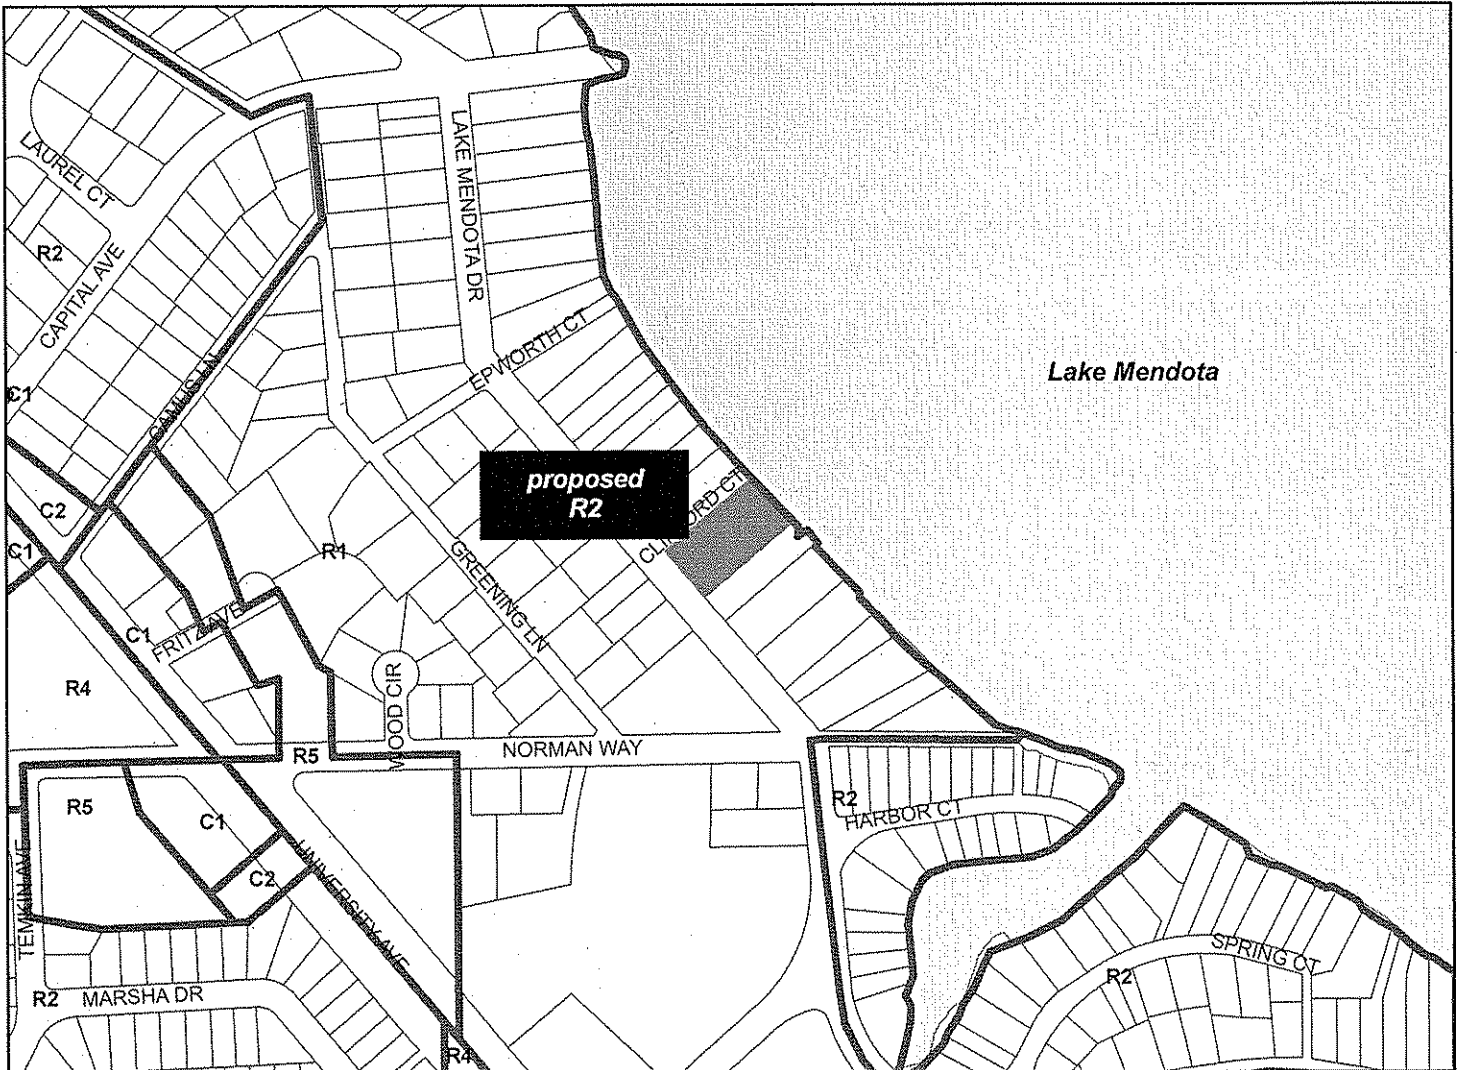 LAUREL CT
LAKE MENDOTA DR
R2
CAPITAL AVE
EPWORTH CT
Lake Mendota
C1
CAMUS LN
proposed
R2
C2
C1
R1
GREENING LN
C1
FRITZ AVE
R4
WOOD CIR
NORMAN WAY
R5
R5
C1
R2
HARBOR CT
TEMKIN AVE
C2
UNIVERSITY AVE
SPRING CT
R2
R2
MARSHA DR
R4